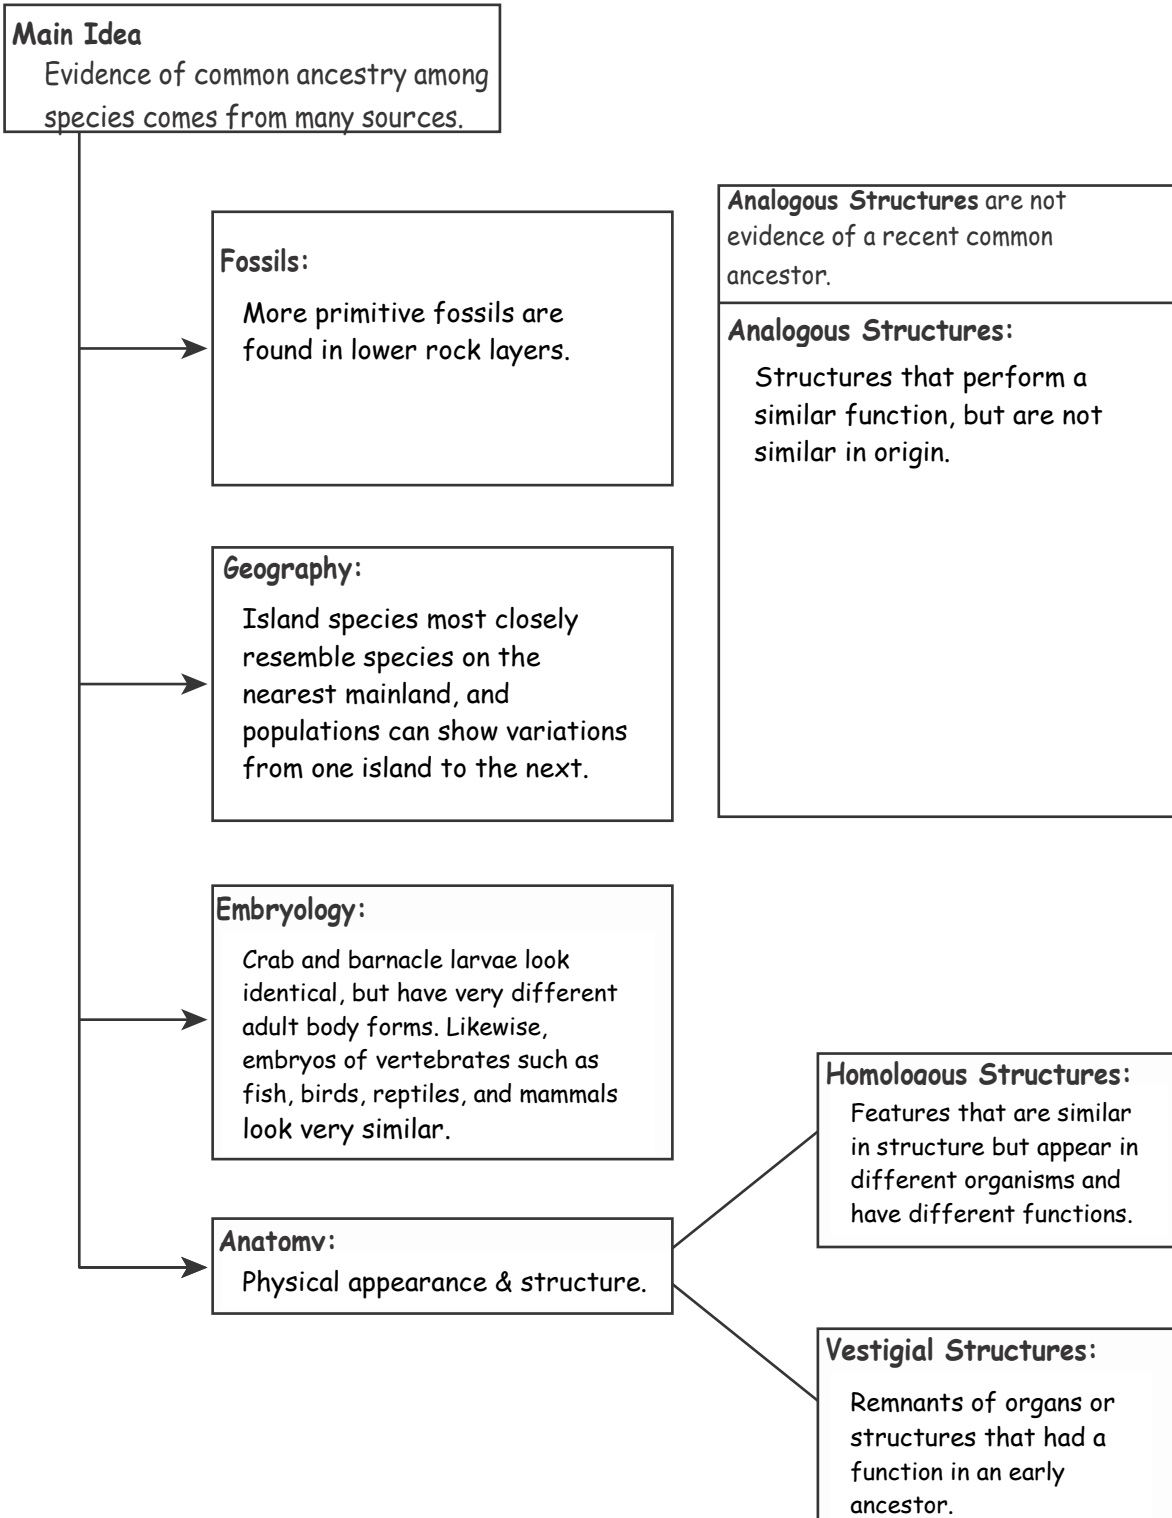 Main Idea
Evidence of common ancestry among
species comes from many sources.
Fossils:
More primitive fossils are
found in lower rock layers.
Analogous Structures are not
evidence of a recent common
ancestor.
Analogous Structures:
Structures that perform a
similar function, but are not
similar in origin.
Geography:
Island species most closely
resemble species on the
nearest mainland, and
populations can show variations
from one island to the next.
Embryology:
Crab and barnacle larvae look
identical, but have very different
adult body forms. Likewise,
embryos of vertebrates such as
fish, birds, reptiles, and mammals
look very similar.
Anatomy:
Physical appearance & structure.
Homologous Structures:
Features that are similar
in structure but appear in
different organisms and
have different functions.
Vestigial Structures:
Remnants of organs or
structures that had a
function in an early
ancestor.